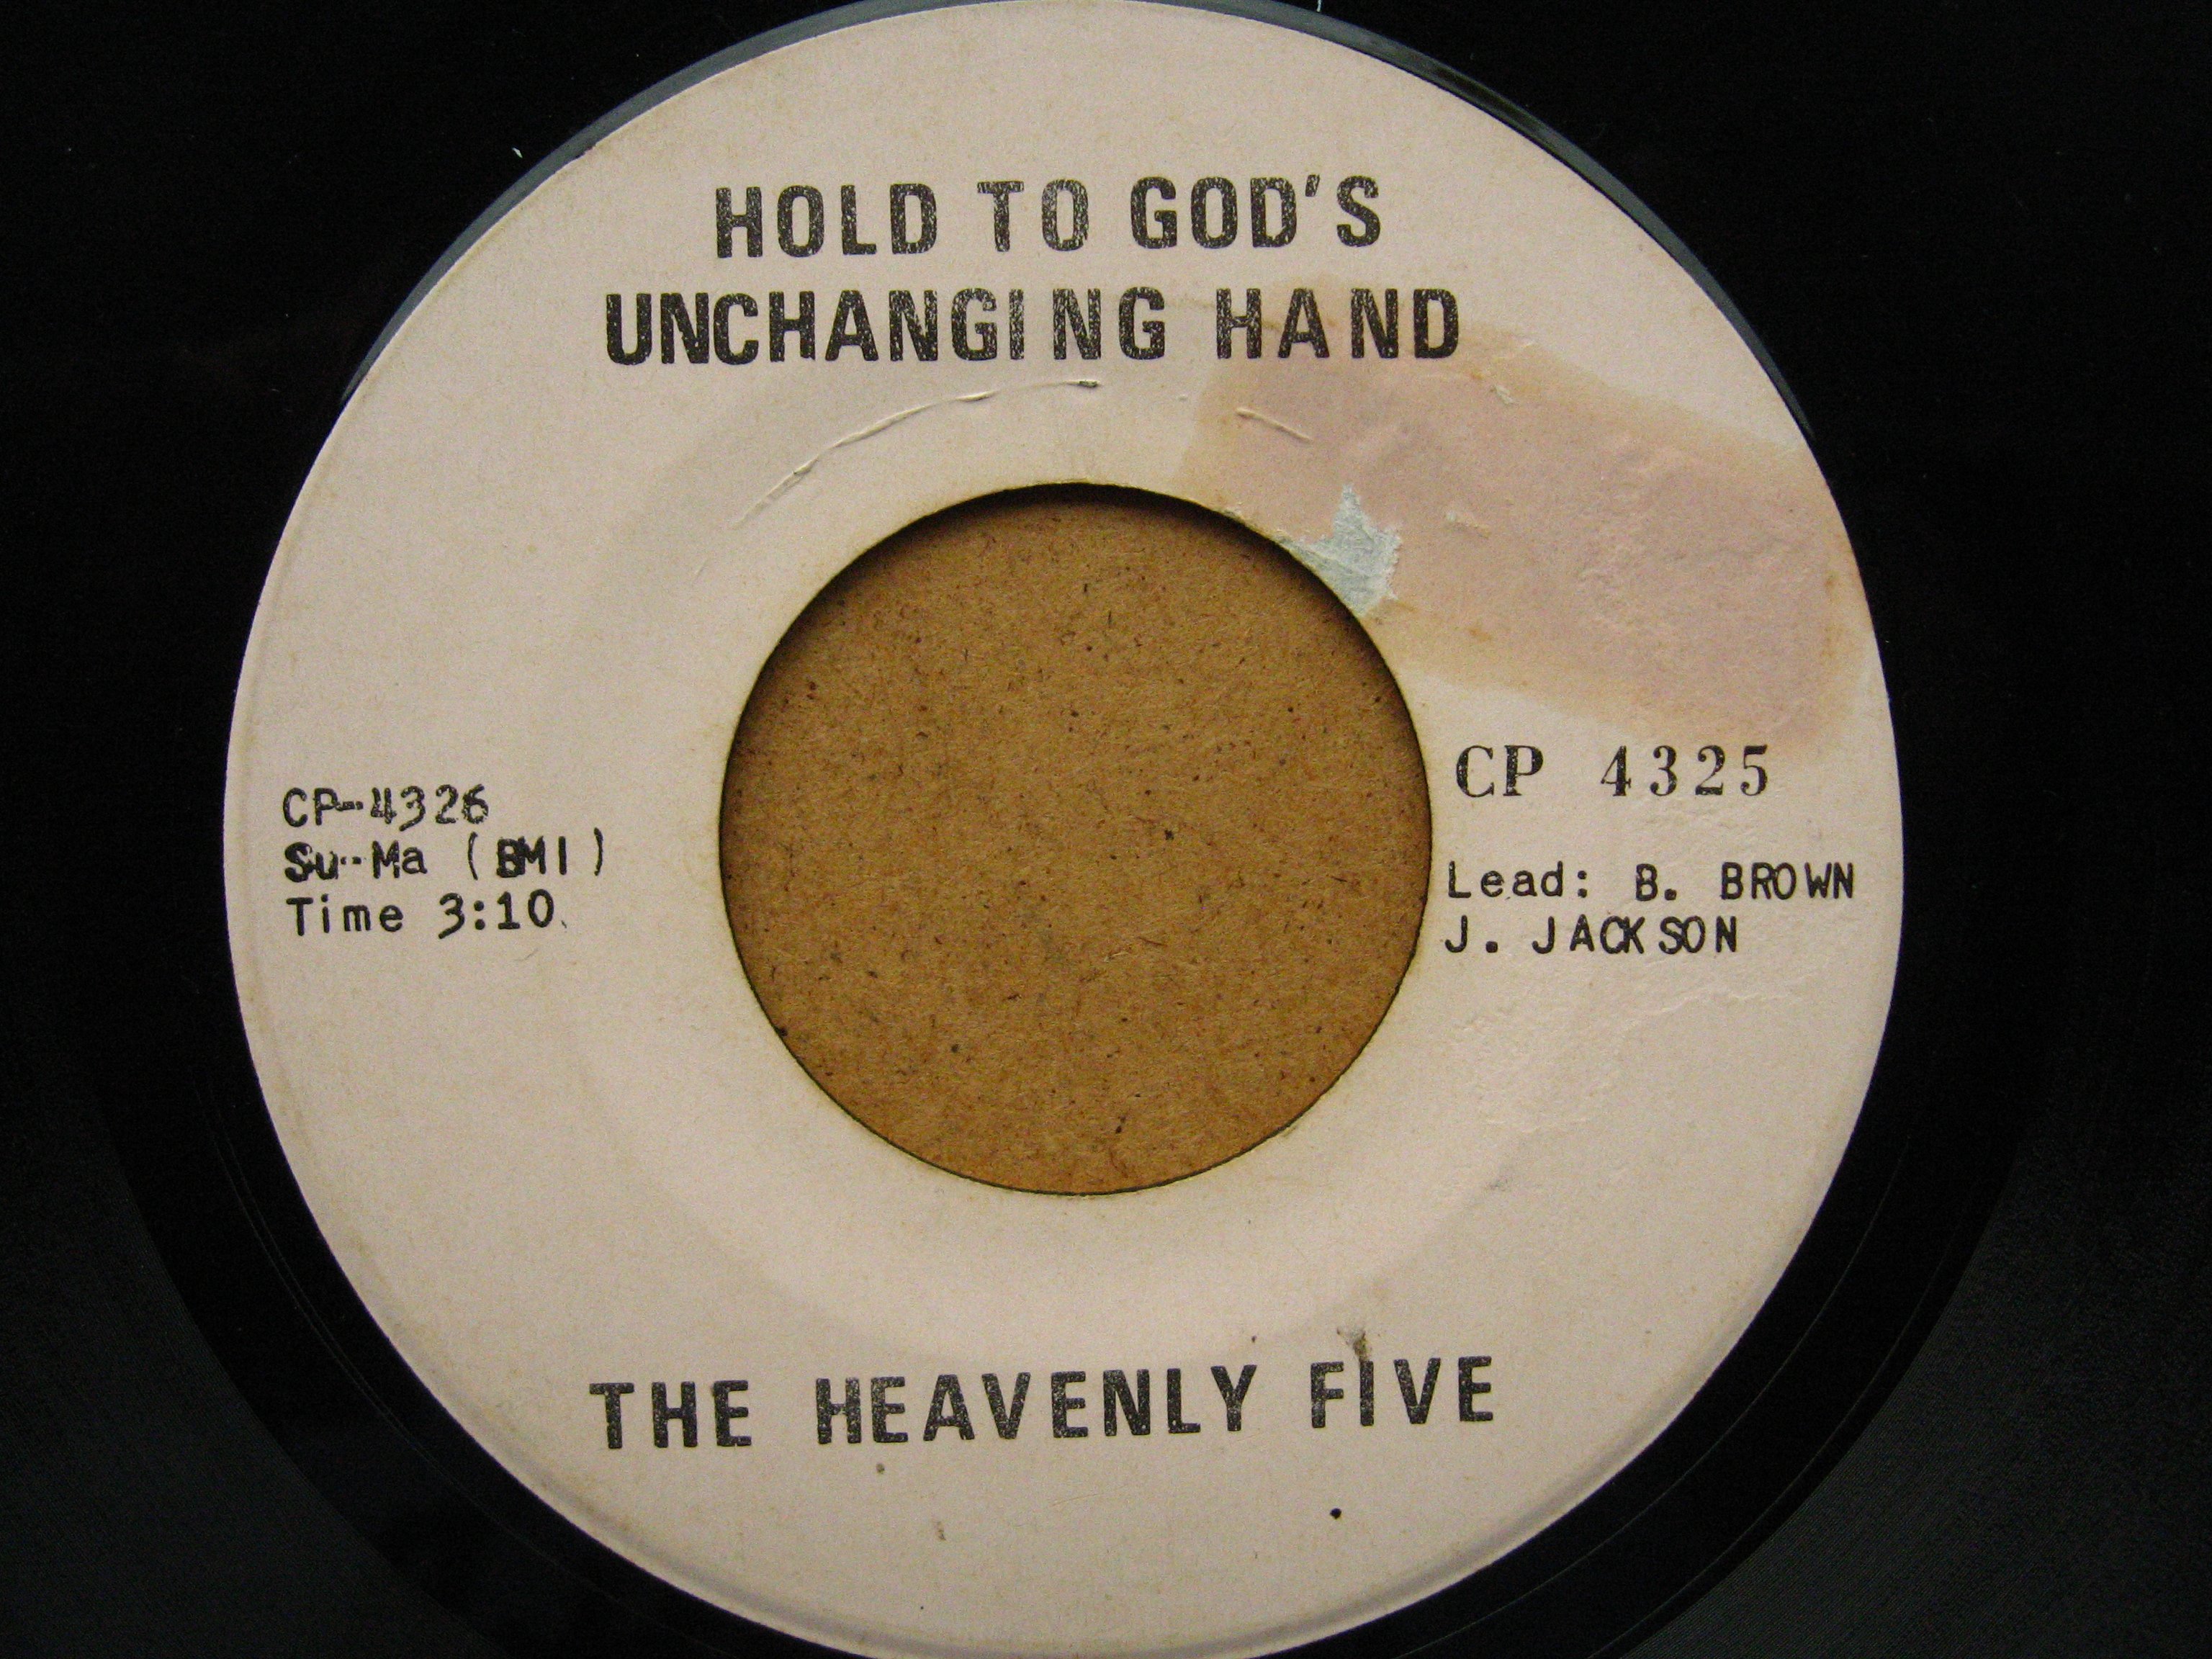 HOLD TO GOD'S
UNCHANGING HAND
CP-4326
Su-Ma (BMI)
Time 3:10
CP 4325
Lead: B. BROWN
J. JACKSON
THE HEAVENLY FIVE